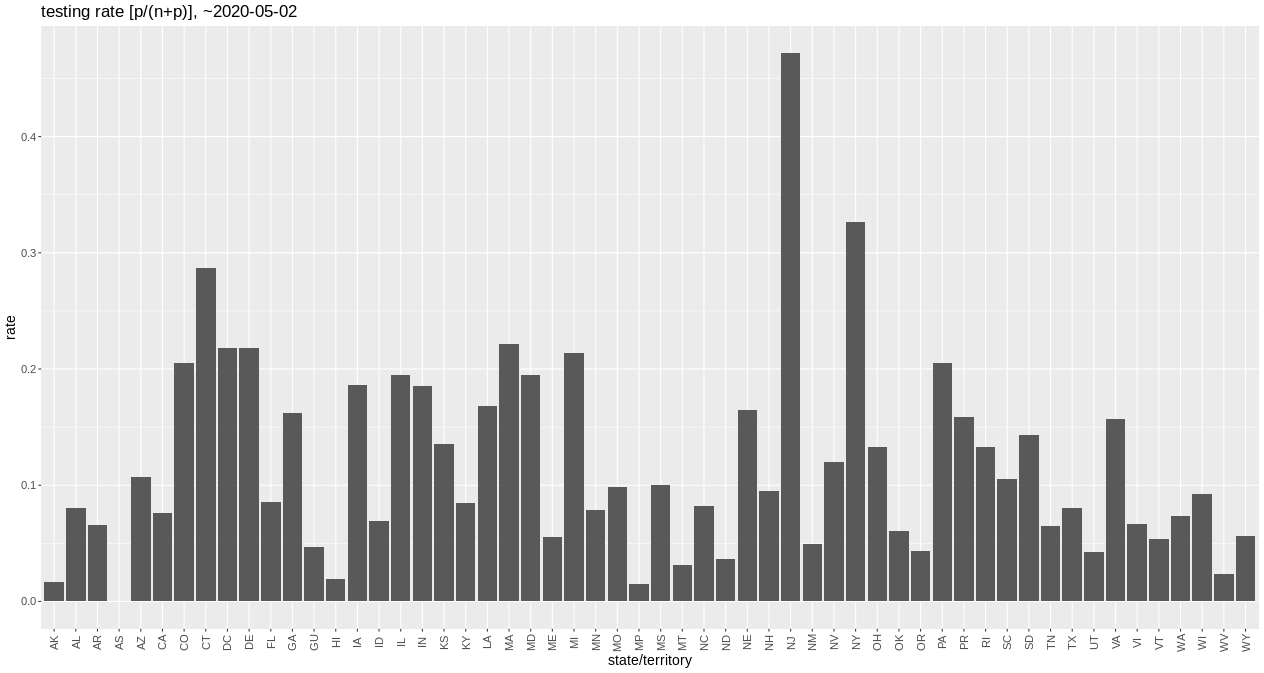 testing rate [p/(n+p)], ~2020-05-02
0.4
0.3
0.2
0.1
0.0
rate
AK AL AR AS AZ CA CO CT DC DE FL GA GU HI IA ID IL IN KS KY LA MA MD ME MI MN MO MP MS MT NC ND NE NH NJ NM NV NY OH OK OR PA PR RI SC SD TN TX UT VA VI VT WA WI WV WY
state/territory